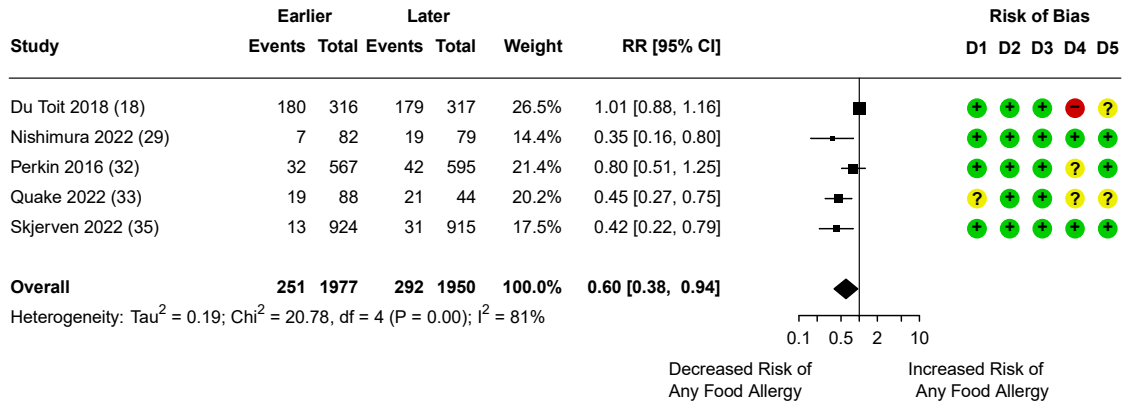 Earlier Later Risk of Bias
Study Events Total Events Total Weight RR [95% CI] D1 D2 D3 D4 D5
Du Toit 2018 (18) 180 316 179 317 26.5% 1.01 [0.88, 1.16] + + + − ?
Nishimura 2022 (29) 7 82 19 79 14.4% 0.35 [0.16, 0.80] + + + + +
Perkin 2016 (32) 32 567 42 595 21.4% 0.80 [0.51, 1.25] + + + ? +
Quake 2022 (33) 19 88 21 44 20.2% 0.45 [0.27, 0.75] ? + + ? ?
Skjerven 2022 (35) 13 924 31 915 17.5% 0.42 [0.22, 0.79] + + + + +
Overall 251 1977 292 1950 100.0% 0.60 [0.38, 0.94]
Heterogeneity: Tau² = 0.19; Chi² = 20.78, df = 4 (P = 0.00); I² = 81%
0.1 0.5 2 10
Decreased Risk of Increased Risk of
Any Food Allergy Any Food Allergy